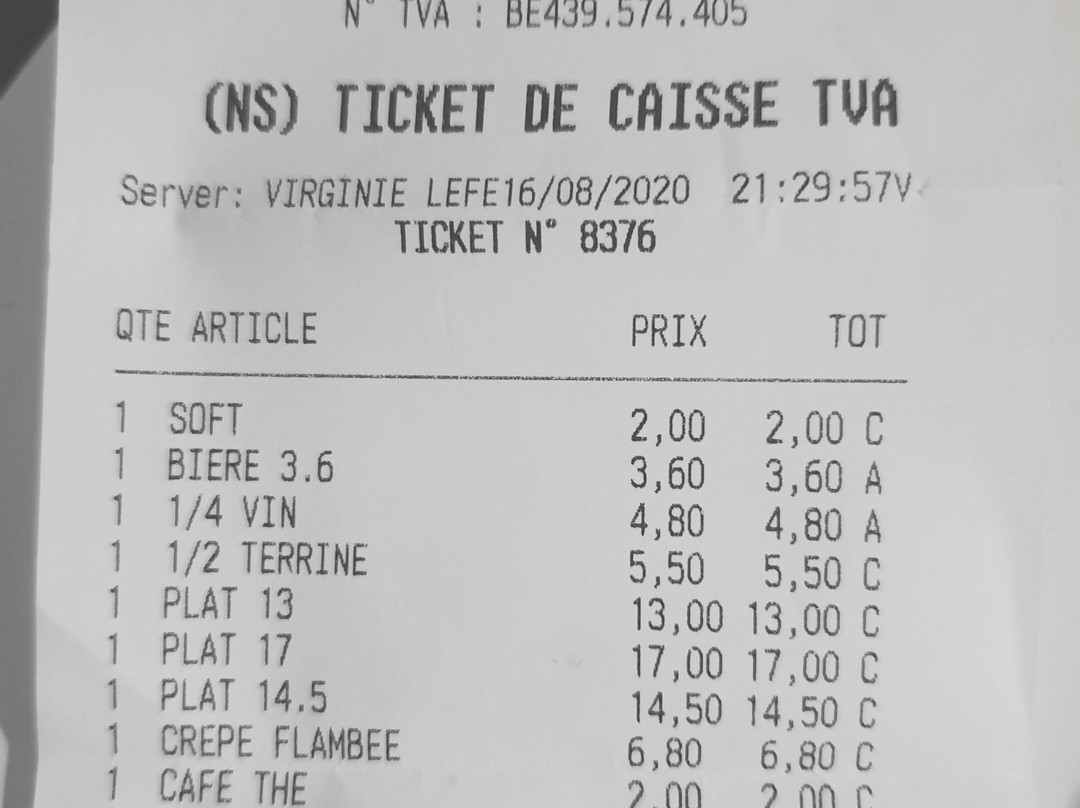 N° TVA : BE439.574.405
(NS) TICKET DE CAISSE TVA
Server: VIRGINIE LEFE16/08/2020 21:29:57V
TICKET N° 8376
QTE ARTICLE PRIX TOT
1 SOFT 2,00 2,00 C
1 BIERE 3.6 3,60 3,60 A
1 1/4 VIN 4,80 4,80 A
1 1/2 TERRINE 5,50 5,50 C
1 PLAT 13 13,00 13,00 C
1 PLAT 17 17,00 17,00 C
1 PLAT 14.5 14,50 14,50 C
1 CREPE FLAMBEE 6,80 6,80 C
1 CAFE THE 2,00 2,00 C